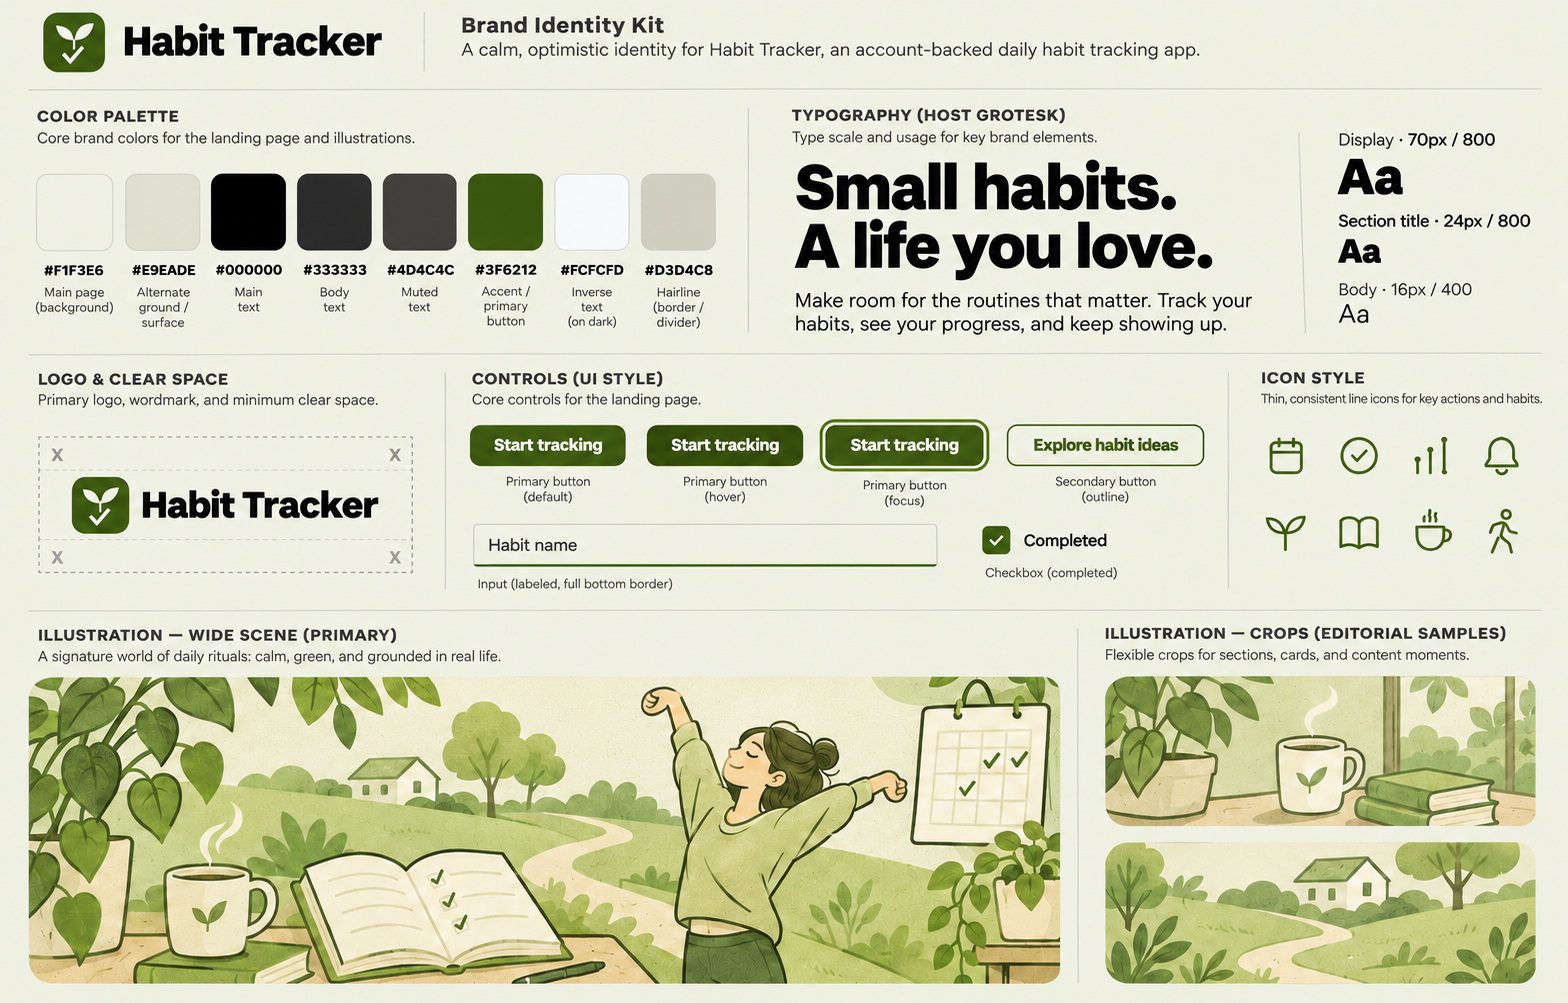 Habit Tracker
Brand Identity Kit
A calm, optimistic identity for Habit Tracker, an account-backed daily habit tracking app.
COLOR PALETTE
Core brand colors for the landing page and illustrations.
#F1F3E6
Main page
(background)
#E9EADE
Alternate
ground /
surface
#000000
Main
text
#333333
Body
text
#4D4C4C
Muted
text
#3F6212
Accent /
primary
button
#FCFCFD
Inverse
text
(on dark)
#D3D4C8
Hairline
(border /
divider)
TYPOGRAPHY (HOST GROTESK)
Type scale and usage for key brand elements.
Small habits.
A life you love.
Make room for the routines that matter. Track your
habits, see your progress, and keep showing up.
Display · 70px / 800
Aa
Section title · 24px / 800
Aa
Body · 16px / 400
Aa
LOGO & CLEAR SPACE
Primary logo, wordmark, and minimum clear space.
X X
Habit Tracker
X X
CONTROLS (UI STYLE)
Core controls for the landing page.
Start tracking
Primary button
(default)
Start tracking
Primary button
(hover)
Start tracking
Primary button
(focus)
Explore habit ideas
Secondary button
(outline)
Habit name
Input (labeled, full bottom border)
Completed
Checkbox (completed)
ICON STYLE
Thin, consistent line icons for key actions and habits.
ILLUSTRATION — WIDE SCENE (PRIMARY)
A signature world of daily rituals: calm, green, and grounded in real life.
ILLUSTRATION — CROPS (EDITORIAL SAMPLES)
Flexible crops for sections, cards, and content moments.